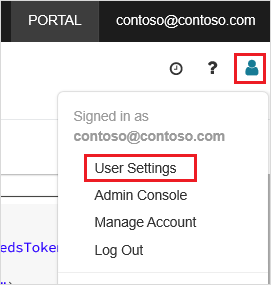 PORTAL contoso@contoso.com
?
Signed in as
contoso@contoso.com
User Settings
Admin Console
edsToken
Manage Account
Log Out